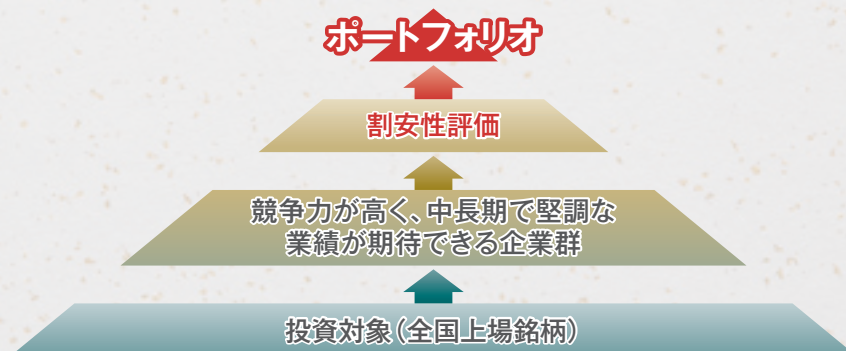 ポートフォリオ
割安性評価
競争力が高く、中長期で堅調な
業績が期待できる企業群
投資対象（全国上場銘柄）